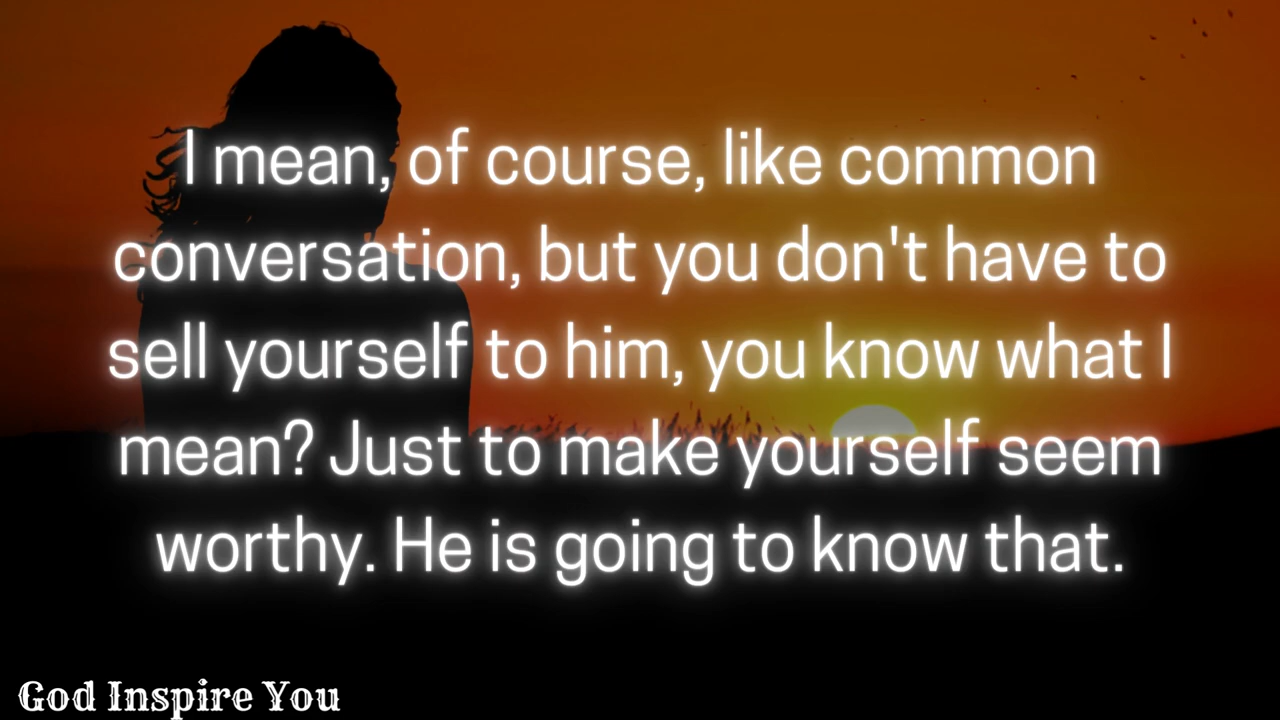 I mean, of course, like common
conversation, but you don't have to
sell yourself to him, you know what I
mean? Just to make yourself seem
worthy. He is going to know that.
God Inspire You